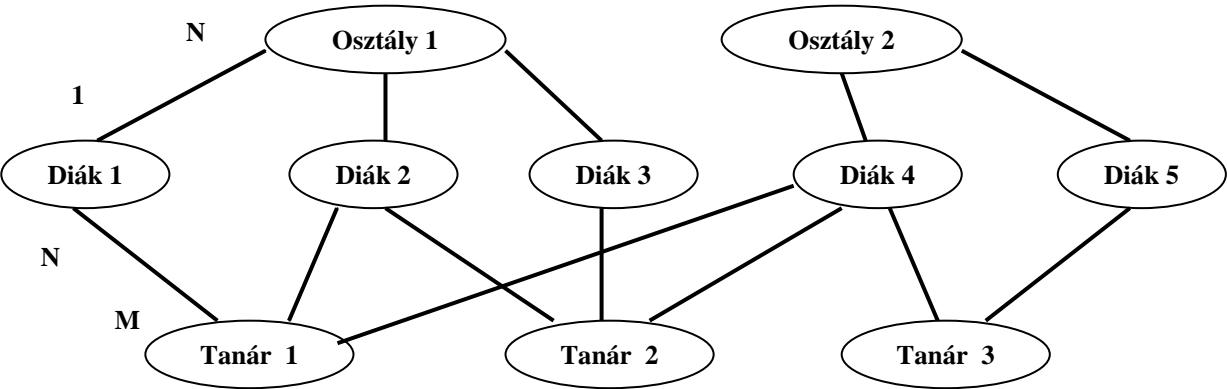 N
Osztály 1
Osztály 2
1
Diák 1
Diák 2
Diák 3
Diák 4
Diák 5
N
M
Tanár 1
Tanár 2
Tanár 3